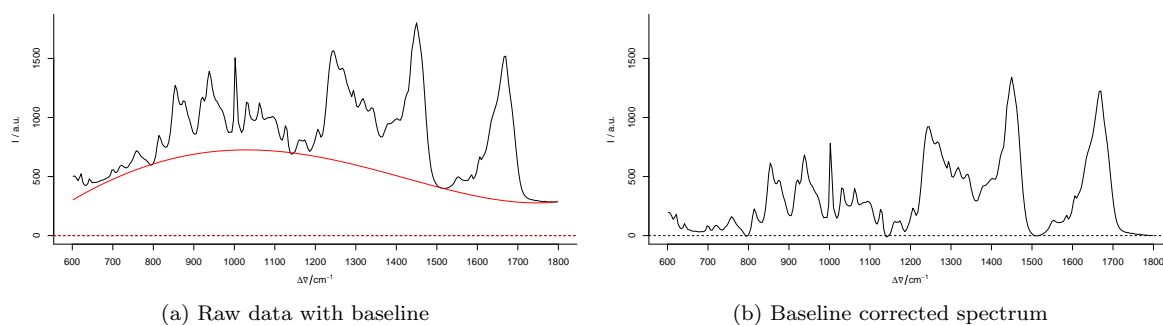 I / a.u.
1500
1000
500
0
600 700 800 900 1000 1100 1200 1300 1400 1500 1600 1700 1800
Δν̃/cm⁻¹
(a) Raw data with baseline
I / a.u.
1500
1000
500
0
600 700 800 900 1000 1100 1200 1300 1400 1500 1600 1700 1800
Δν̃/cm⁻¹
(b) Baseline corrected spectrum